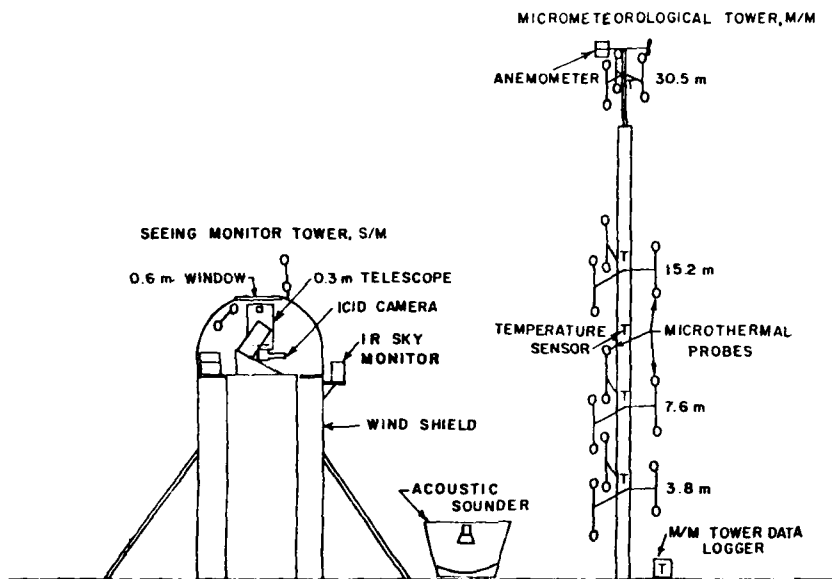 MICROMETEOROLOGICAL TOWER, M/M
ANEMOMETER
30.5 m
T
SEEING MONITOR TOWER, S/M
0.6 m WINDOW
0.3 m TELESCOPE
ICID CAMERA
IR SKY
MONITOR
WIND SHIELD
T
15.2 m
TEMPERATURE
SENSOR
T
MICROTHERMAL
PROBES
T
7.6 m
T
3.8 m
ACOUSTIC
SOUNDER
M/M TOWER DATA
LOGGER
T